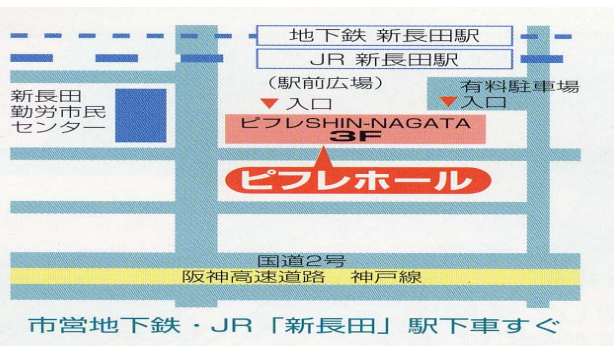 地下鉄 新長田駅
JR 新長田駅
(駅前広場)
入口
有料駐車場
入口
新長田
勤労市民
センター
ピフレSHIN-NAGATA
3F
ピフレホール
国道2号
阪神高速道路 神戸線
市営地下鉄・JR「新長田」駅下車すぐ